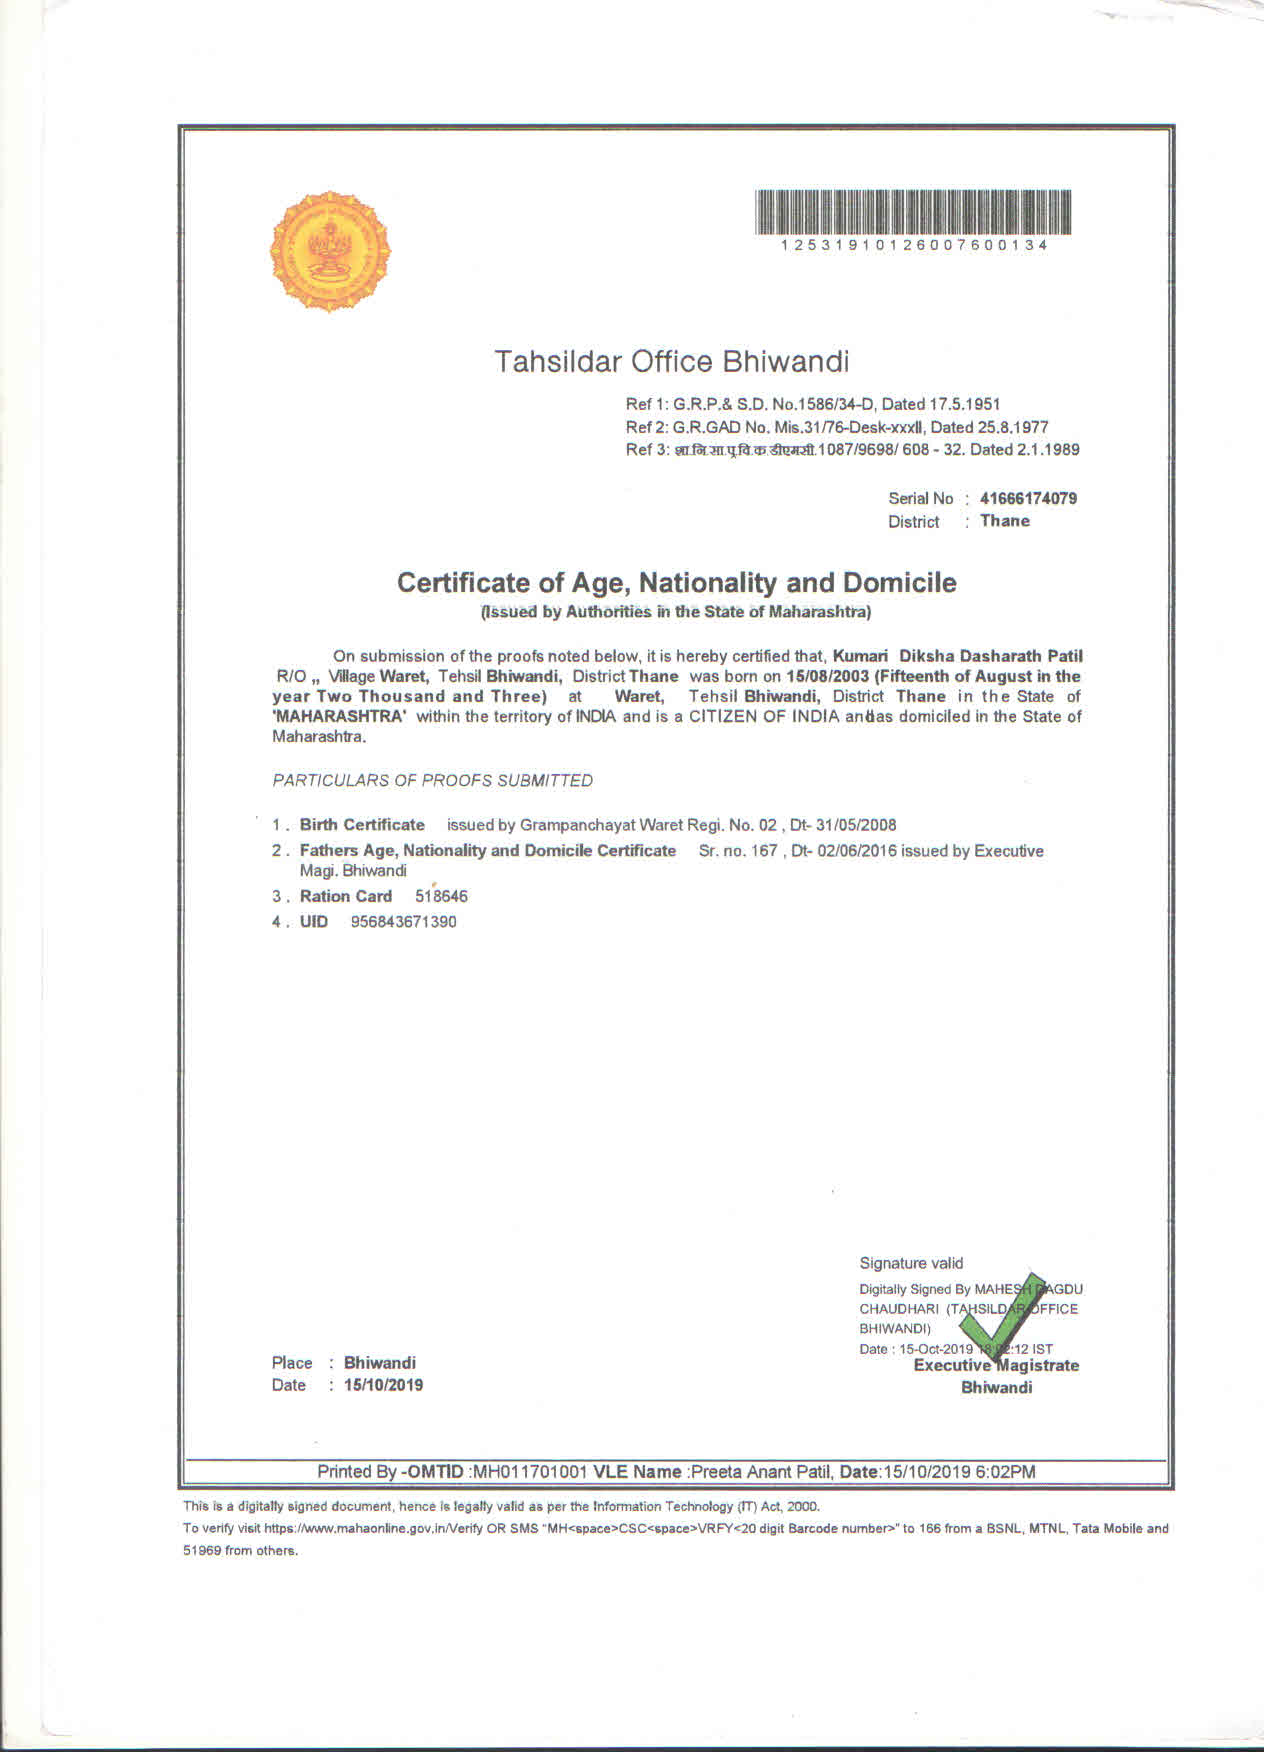 12531910126007600134
Tahsildar Office Bhiwandi
Ref 1: G.R.P.& S.D. No.1586/34-D, Dated 17.5.1951
Ref 2: G.R.GAD No. Mis.31/76-Desk-xxxII, Dated 25.8.1977
Ref 3: शा.नि.सा.प्र.वि.क.डीएमसी.1087/9698/ 608 - 32. Dated 2.1.1989
Serial No : 41666174079
District : Thane
Certificate of Age, Nationality and Domicile
(Issued by Authorities in the State of Maharashtra)
On submission of the proofs noted below, it is hereby certified that, Kumari Diksha Dasharath Patil
R/O ,, Village Waret, Tehsil Bhiwandi, District Thane was born on 15/08/2003 (Fifteenth of August in the
year Two Thousand and Three) at Waret, Tehsil Bhiwandi, District Thane in the State of
'MAHARASHTRA' within the territory of INDIA and is a CITIZEN OF INDIA and as domiciled in the State of
Maharashtra.
PARTICULARS OF PROOFS SUBMITTED
1 . Birth Certificate issued by Grampanchayat Waret Regi. No. 02 , Dt- 31/05/2008
2 . Fathers Age, Nationality and Domicile Certificate Sr. no. 167 , Dt- 02/06/2016 issued by Executive
Magi. Bhiwandi
3 . Ration Card 518646
4 . UID 956843671390
Signature valid
Digitally Signed By MAHESH DAGDU
CHAUDHARI (TAHSILDAR OFFICE
BHIWANDI)
Date : 15-Oct-2019 :12 IST
Place : Bhiwandi
Executive Magistrate
Date : 15/10/2019
Bhiwandi
Printed By -OMTID :MH011701001 VLE Name :Preeta Anant Patil, Date:15/10/2019 6:02PM
This is a digitally signed document, hence is legally valid as per the Information Technology (IT) Act, 2000.
To verify visit https://www.mahaonline.gov.in/Verify OR SMS "MH<space>CSC<space>VRFY<20 digit Barcode number>" to 166 from a BSNL, MTNL, Tata Mobile and
51969 from others.